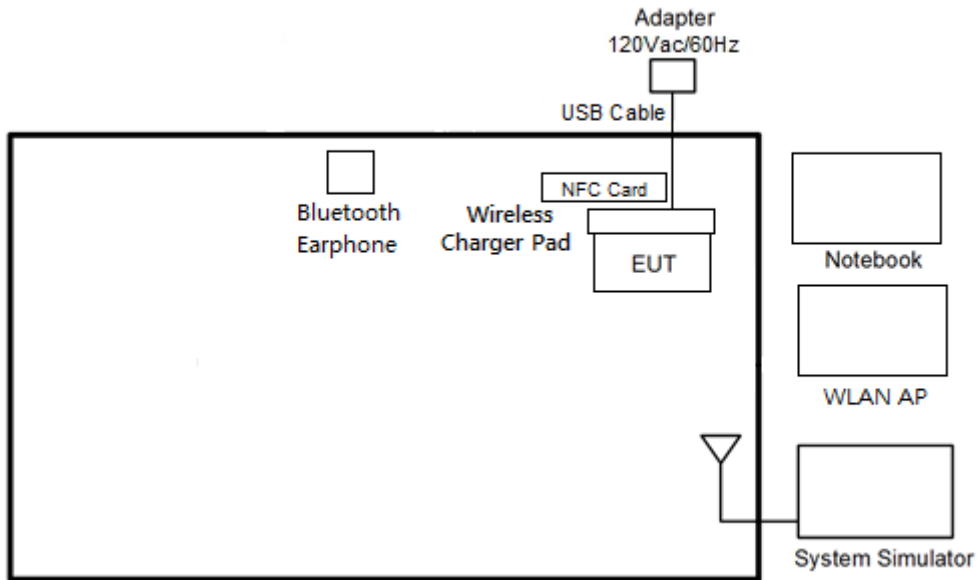 Adapter
120Vac/60Hz
USB Cable
NFC Card
Bluetooth
Earphone
Wireless
Charger Pad
EUT
Notebook
WLAN AP
System Simulator